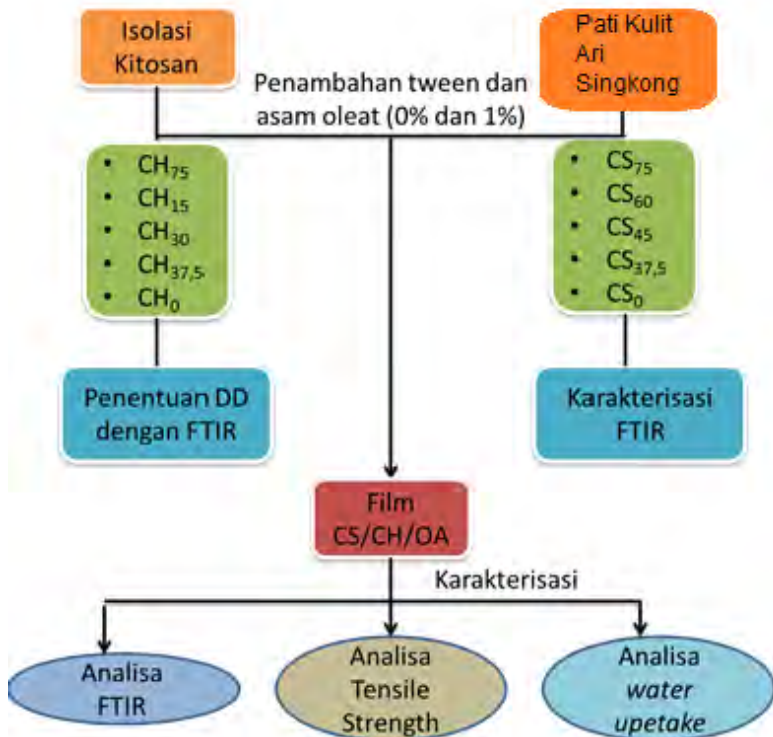 Isolasi
Kitosan
Pati Kulit
Ari
Singkong
Penambahan tween dan
asam oleat (0% dan 1%)
• CH₇₅
• CH₁₅
• CH₃₀
• CH₃₇,₅
• CH₀
• CS₇₅
• CS₆₀
• CS₄₅
• CS₃₇,₅
• CS₀
Penentuan DD
dengan FTIR
Karakterisasi
FTIR
Film
CS/CH/OA
Karakterisasi
Analisa
FTIR
Analisa
Tensile
Strength
Analisa
water
upetake